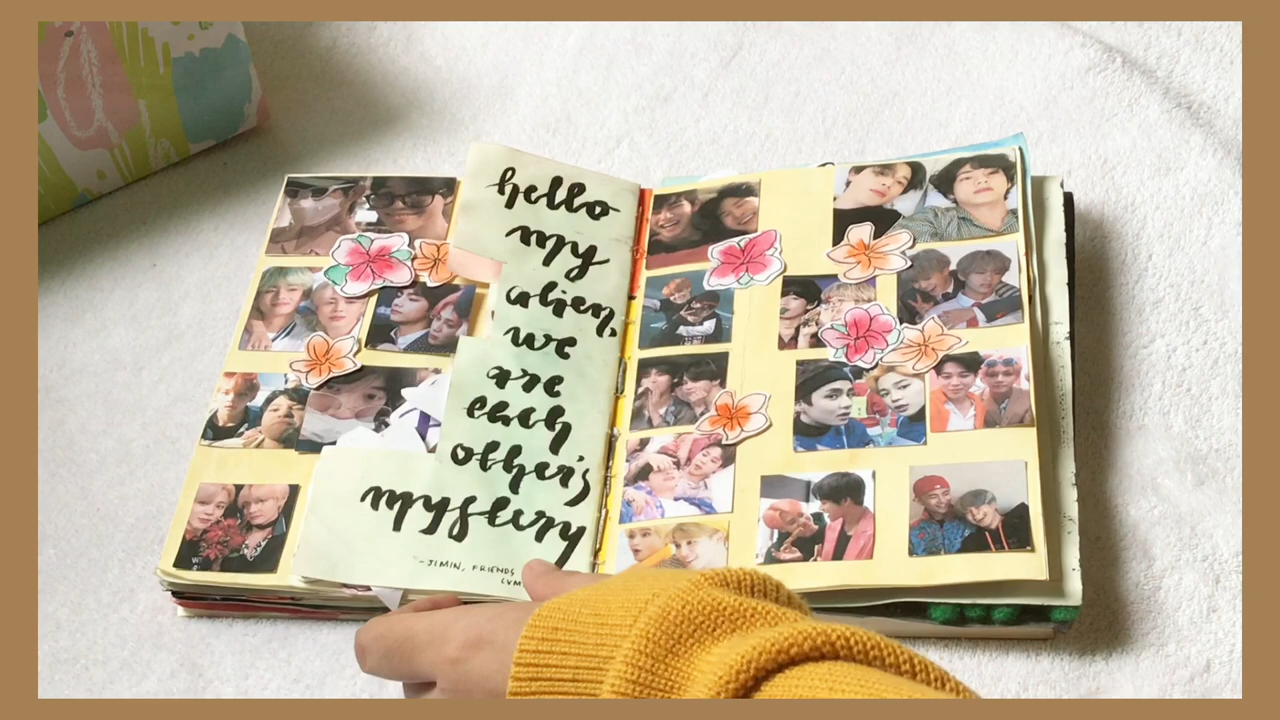 hello
my
alien,
we
are
each
other's
mystery
-JIMIN, FRIENDS